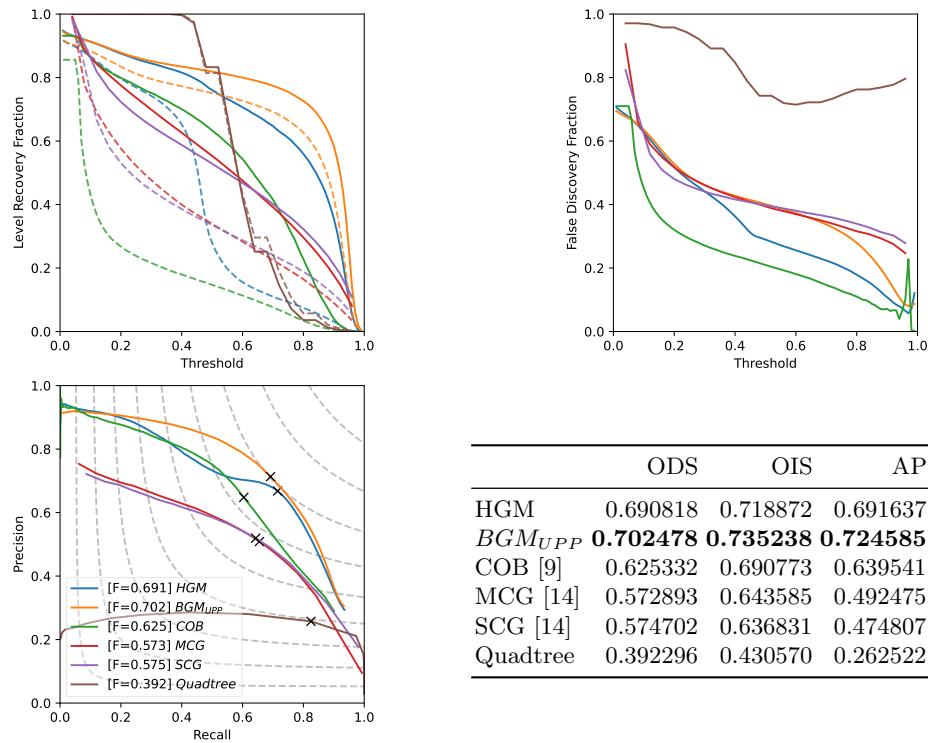 1.0
0.8
0.6
0.4
0.2
0.0
Level Recovery Fraction
0.0 0.2 0.4 0.6 0.8 1.0
Threshold
1.0
0.8
0.6
0.4
0.2
0.0
False Discovery Fraction
0.0 0.2 0.4 0.6 0.8 1.0
Threshold
1.0
0.8
0.6
0.4
0.2
0.0
Precision
[F=0.691] HGM
[F=0.702] BGM_UPP
[F=0.625] COB
[F=0.573] MCG
[F=0.575] SCG
[F=0.392] Quadtree
0.0 0.2 0.4 0.6 0.8 1.0
Recall
ODS OIS AP
HGM 0.690818 0.718872 0.691637
BGM_UPP 0.702478 0.735238 0.724585
COB [9] 0.625332 0.690773 0.639541
MCG [14] 0.572893 0.643585 0.492475
SCG [14] 0.574702 0.636831 0.474807
Quadtree 0.392296 0.430570 0.262522